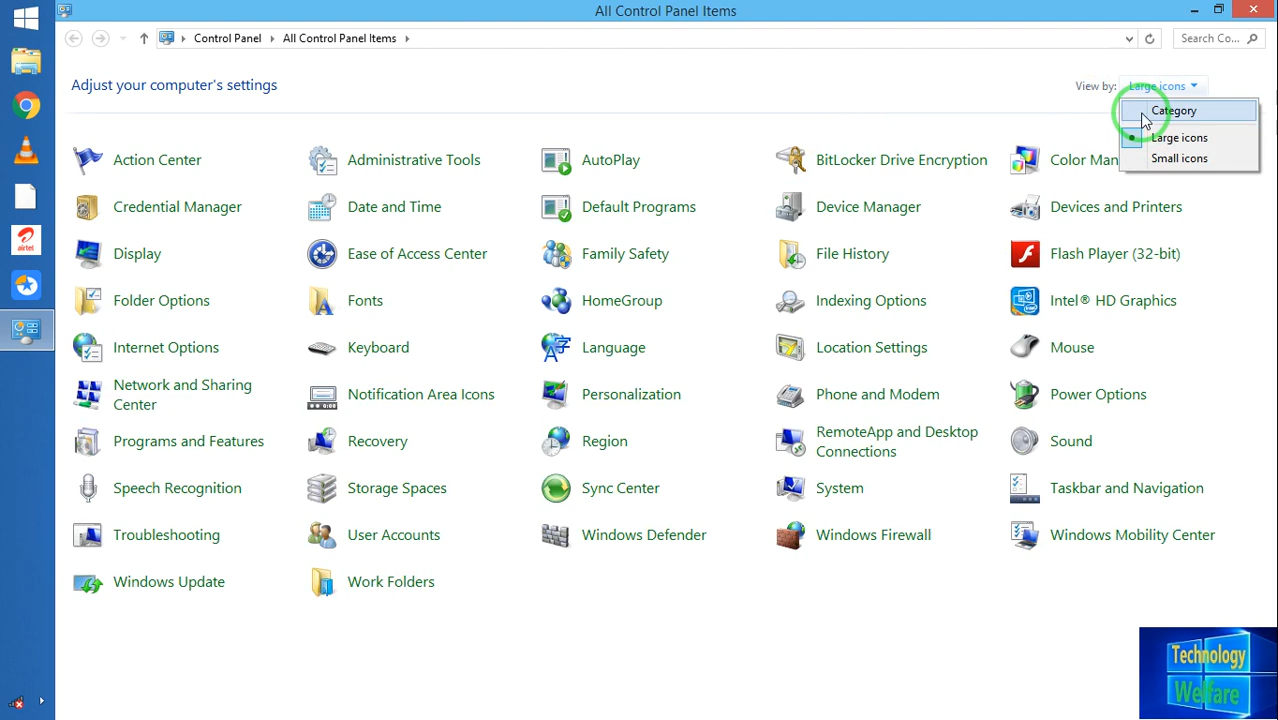 All Control Panel Items
Control Panel All Control Panel Items
Search Co...
Adjust your computer's settings
View by: Large icons
Category
Large icons
Small icons
Action Center
Administrative Tools
AutoPlay
BitLocker Drive Encryption
Color Man
Credential Manager
Date and Time
Default Programs
Device Manager
Devices and Printers
Display
Ease of Access Center
Family Safety
File History
Flash Player (32-bit)
Folder Options
Fonts
HomeGroup
Indexing Options
Intel® HD Graphics
Internet Options
Keyboard
Language
Location Settings
Mouse
Network and Sharing
Center
Notification Area Icons
Personalization
Phone and Modem
Power Options
Programs and Features
Recovery
Region
RemoteApp and Desktop
Connections
Sound
Speech Recognition
Storage Spaces
Sync Center
System
Taskbar and Navigation
Troubleshooting
User Accounts
Windows Defender
Windows Firewall
Windows Mobility Center
Windows Update
Work Folders
airtel
Technology
Welfare